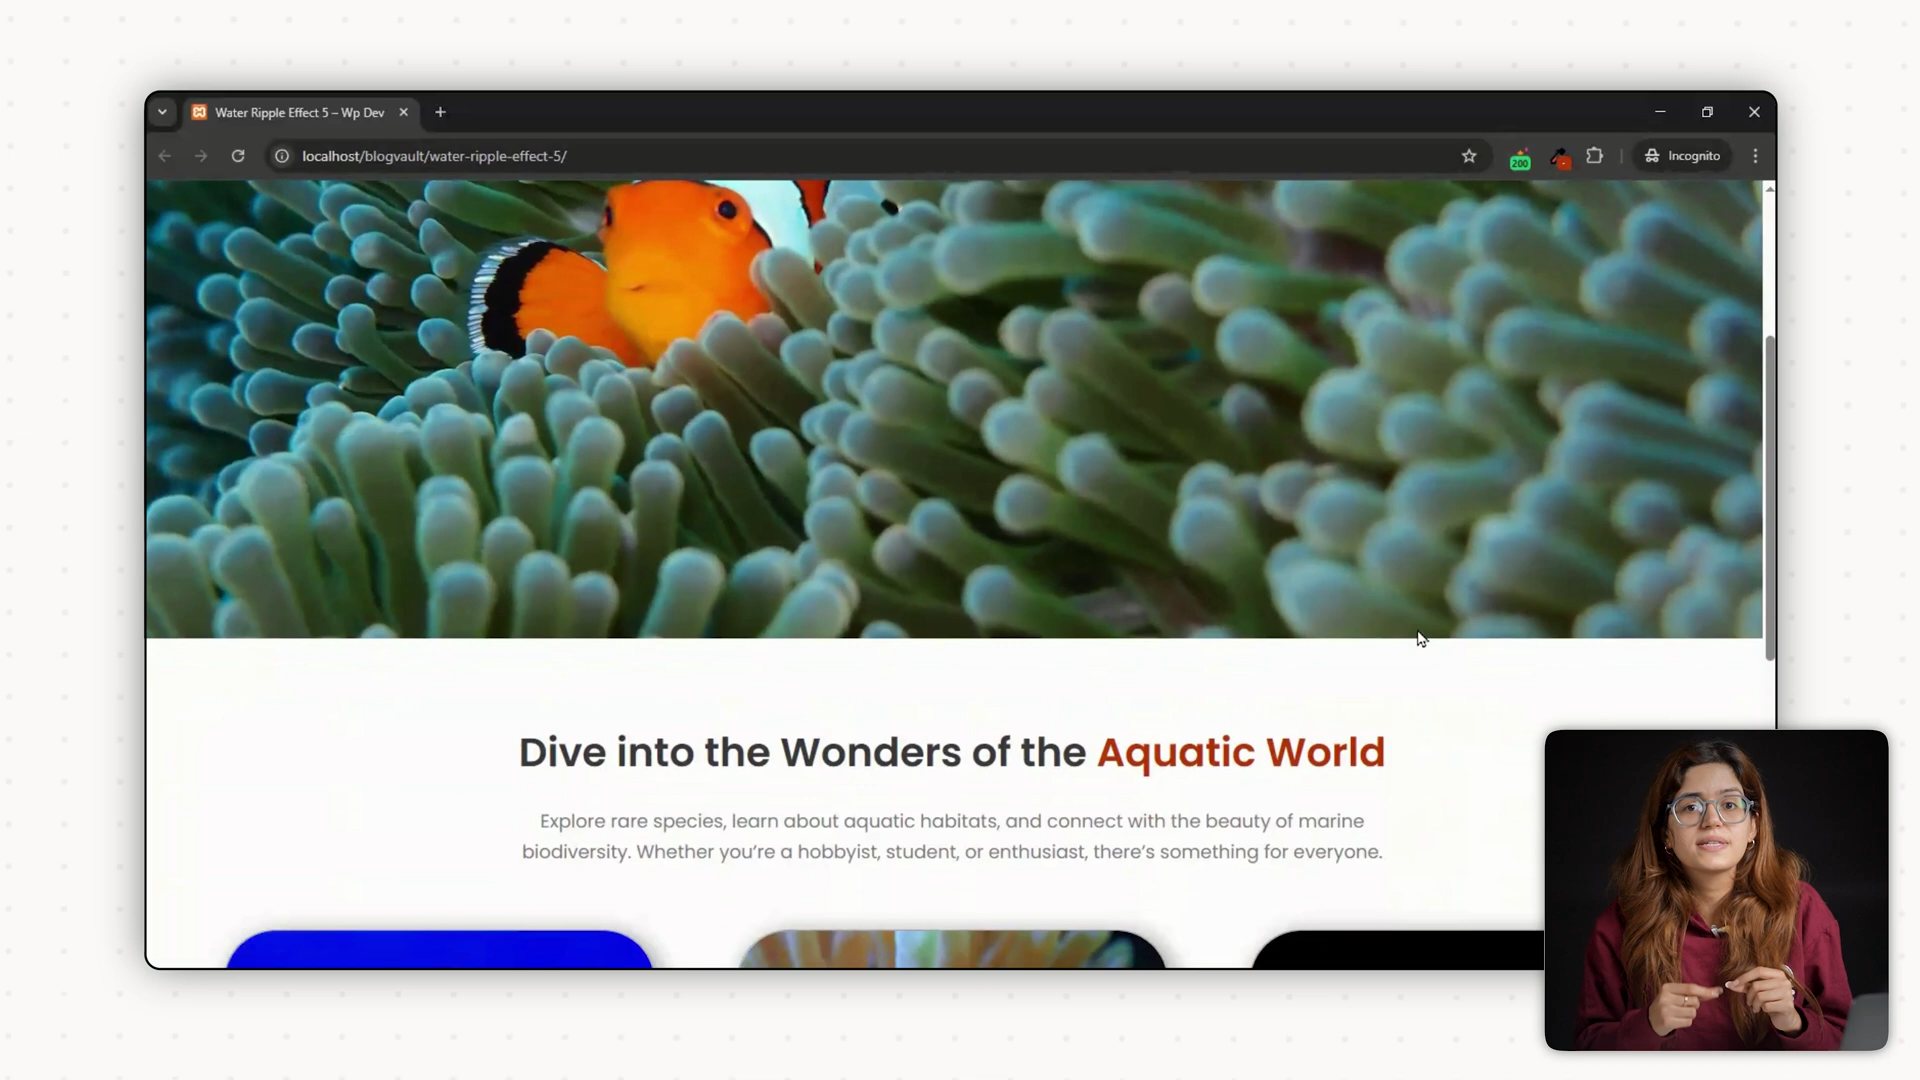 Water Ripple Effect 5 – Wp Dev
localhost/blogvault/water-ripple-effect-5/
200
Incognito
Dive into the Wonders of the Aquatic World
Explore rare species, learn about aquatic habitats, and connect with the beauty of marine
biodiversity. Whether you’re a hobbyist, student, or enthusiast, there’s something for everyone.